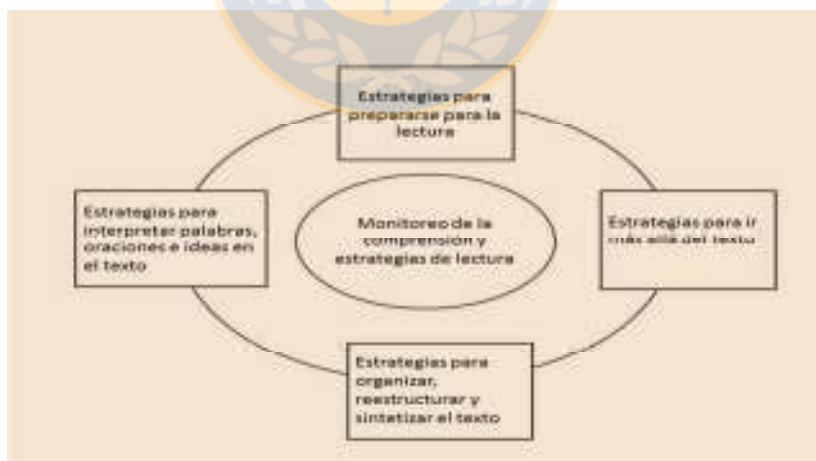 Estrategias para
prepararse para la
lectura
Estrategias para
interpretar palabras,
oraciones e ideas en
el texto
Monitoreo de la
comprensión y
estrategias de lectura
Estrategias para ir
más allá del texto
Estrategias para
organizar,
reestructurar y
sintetizar el texto